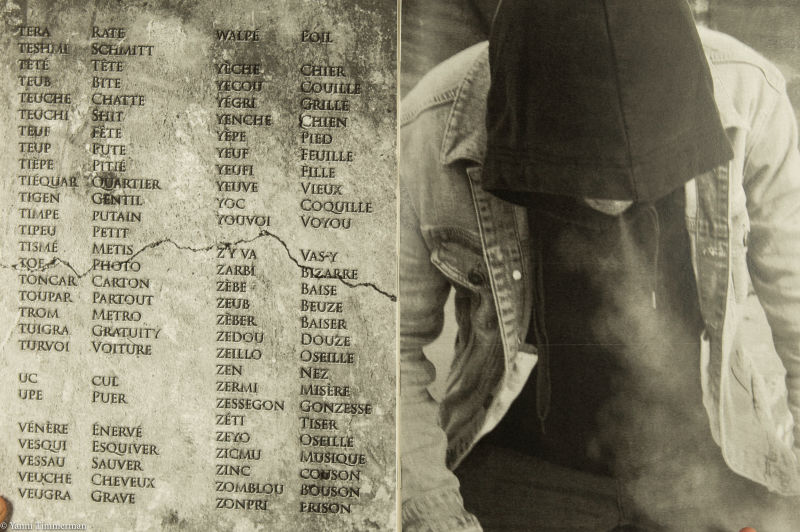 TERA RATE
TESHMI SCHMITT
TÊTÉ TÊTE
TEUB BITE
TEUCHE CHATTE
TEUCHI SHIT
TEUF FÊTE
TEUP PUTE
TIÈPE PITIÉ
TIÉQUAR QUARTIER
TIGEN GENTIL
TIMPE PUTAIN
TIPEU PETIT
TISMÉ METIS
TOF PHOTO
TONCAR CARTON
TOUPAR PARTOUT
TROM METRO
TUIGRA GRATUITY
TURVOI VOITURE
UC CUL
UPE PUER
VÉNÈRE ÉNERVÉ
VESQUI ESQUIVER
VESSAU SAUVER
VEUCHE CHEVEUX
VEUGRA GRAVE
WALPÉ POIL
YÈCHE CHIER
YECOU COUILLE
YEGRI GRILLÉ
YENCHE CHIEN
YÉPE PIED
YEUF FEUILLE
YEUFI FILLE
YEUVE VIEUX
YOC COQUILLE
YOUVOI VOYOU
Z'Y VA VAS-Y
ZARBI BIZARRE
ZÈBE BAISE
ZEUB BEUZE
ZÈBER BAISER
ZEDOU DOUZE
ZEILLO OSEILLE
ZEN NEZ
ZERMI MISÈRE
ZESSEGON GONZESSE
ZÉTI TISER
ZEYO OSEILLE
ZICMU MUSIQUE
ZINC COUSON
ZOMBLOU BOUSON
ZONPRI PRISON
© Yanni Timmerman